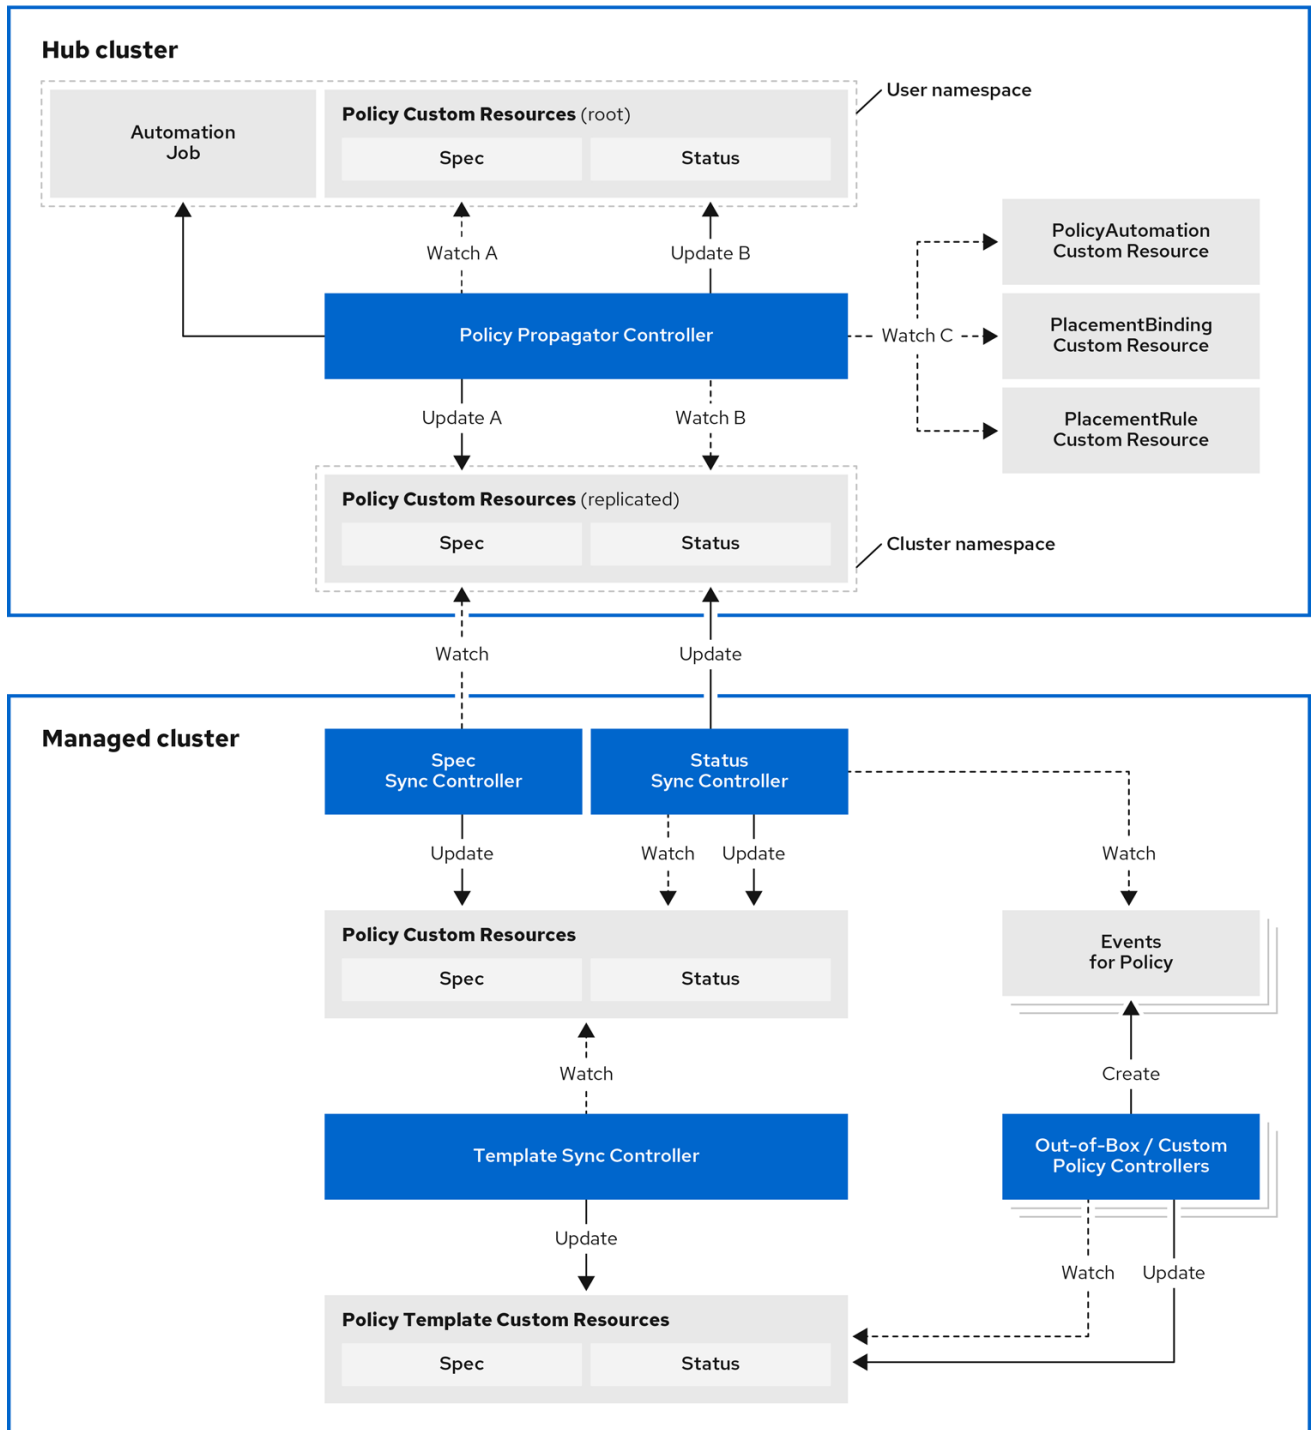 Hub cluster
User namespace
Automation
Job
Policy Custom Resources (root)
Spec
Status
Watch A
Update B
PolicyAutomation
Custom Resource
Policy Propagator Controller
Watch C
PlacementBinding
Custom Resource
Update A
Watch B
PlacementRule
Custom Resource
Policy Custom Resources (replicated)
Spec
Status
Cluster namespace
Watch
Update
Managed cluster
Spec
Sync Controller
Status
Sync Controller
Update
Watch
Update
Watch
Policy Custom Resources
Spec
Status
Events
for Policy
Watch
Create
Template Sync Controller
Out-of-Box / Custom
Policy Controllers
Update
Watch
Update
Policy Template Custom Resources
Spec
Status